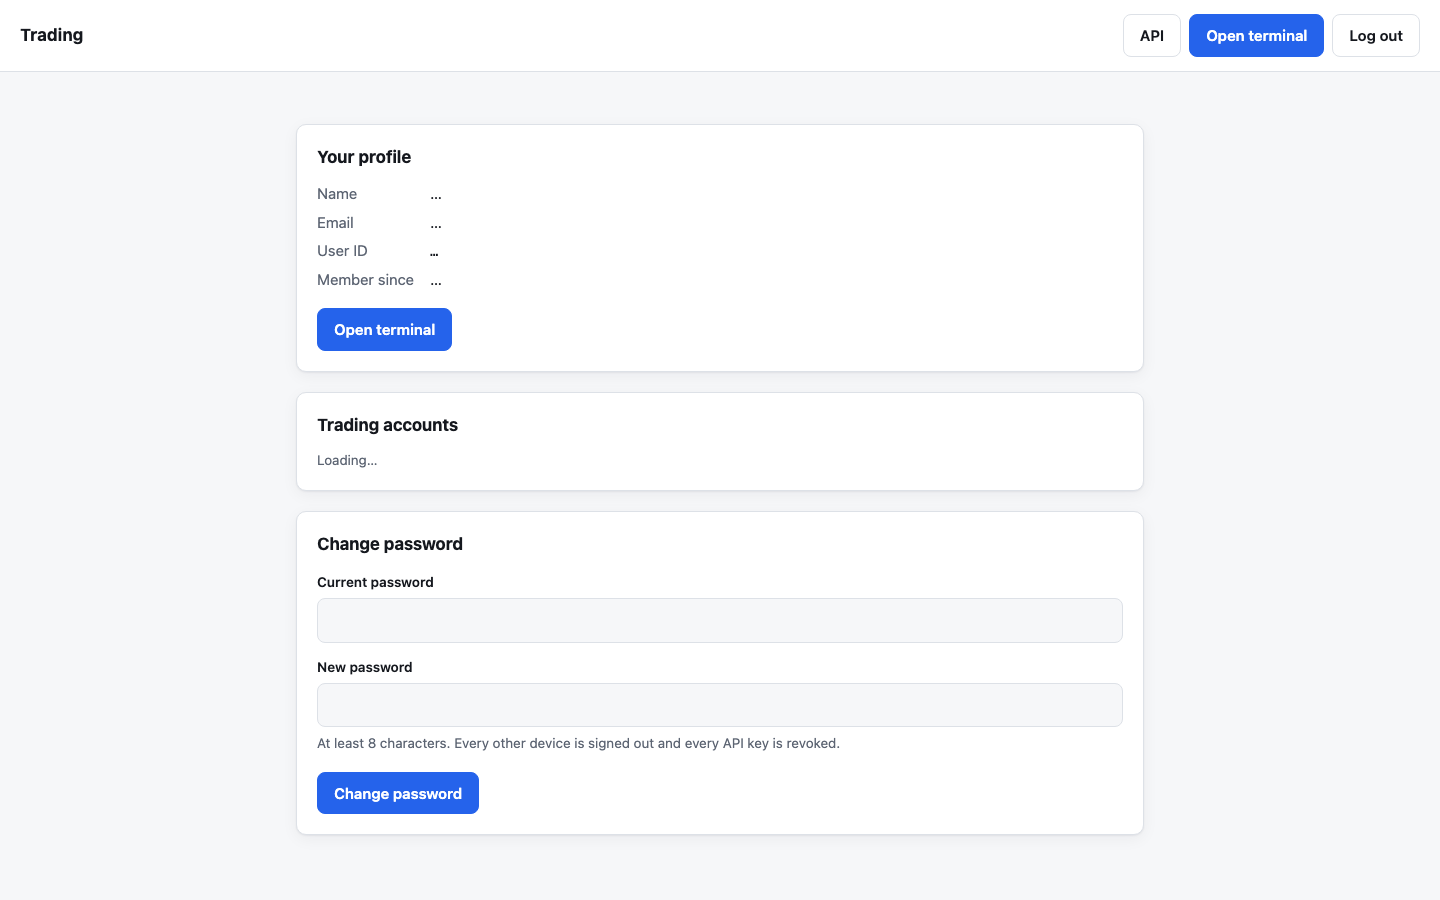 Trading
API
Open terminal
Log out
Your profile
Name ...
Email ...
User ID ...
Member since ...
Open terminal
Trading accounts
Loading...
Change password
Current password
New password
At least 8 characters. Every other device is signed out and every API key is revoked.
Change password